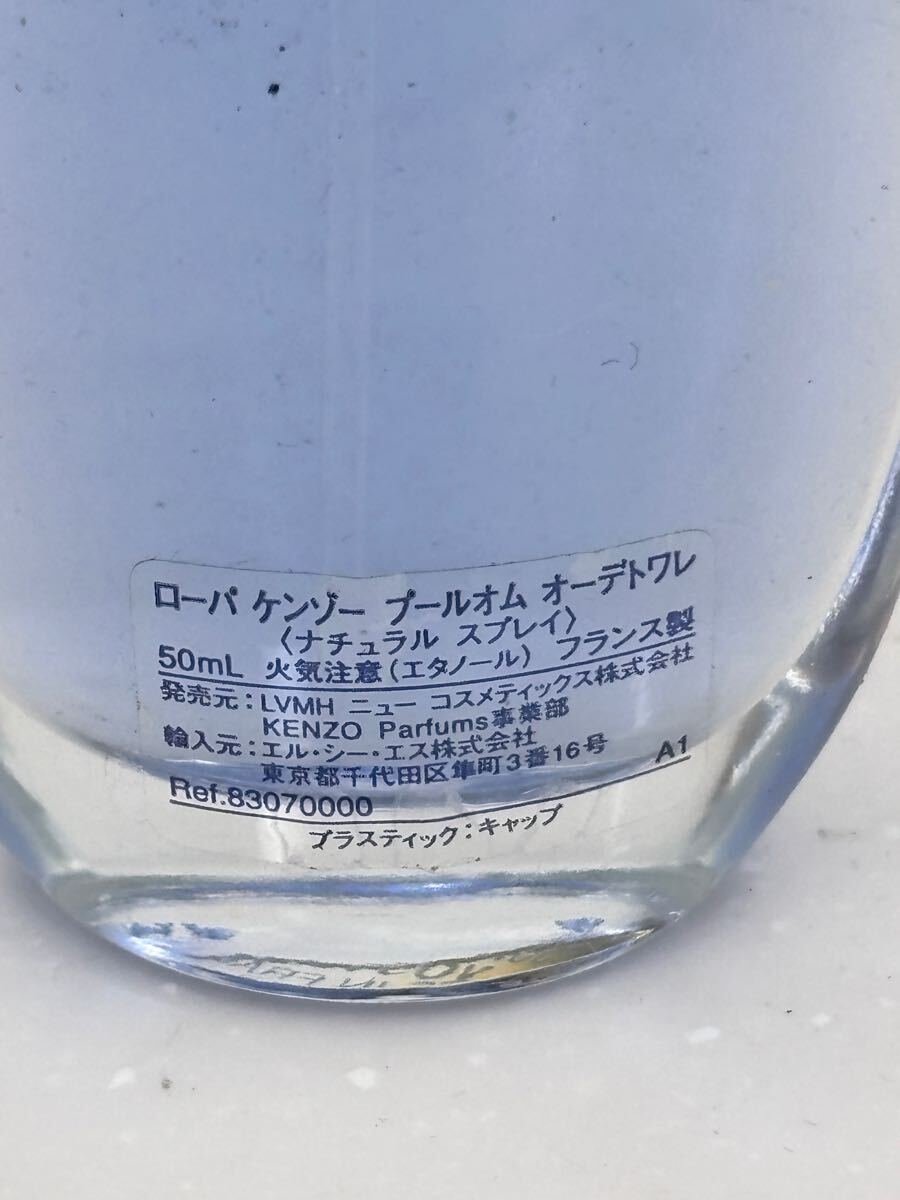 ローパ ケンゾー プールオム オーデトワレ
〈ナチュラル スプレイ〉
50mL 火気注意(エタノール) フランス製
発売元:LVMH ニュー コスメティックス株式会社
KENZO Parfums事業部
輸入元:エル・シー・エス株式会社
東京都千代田区隼町3番16号 A1
Ref.83070000
プラスティック:キャップ